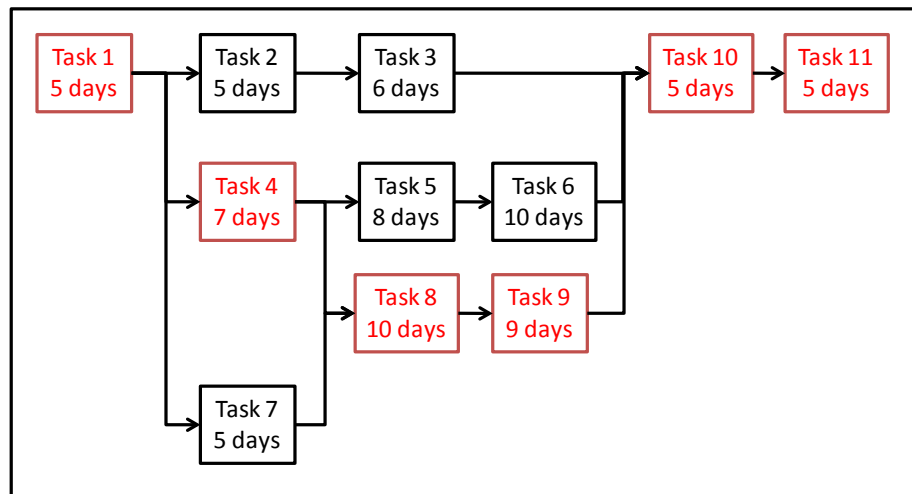 Task 1
5 days
Task 2
5 days
Task 3
6 days
Task 10
5 days
Task 11
5 days
Task 4
7 days
Task 5
8 days
Task 6
10 days
Task 8
10 days
Task 9
9 days
Task 7
5 days